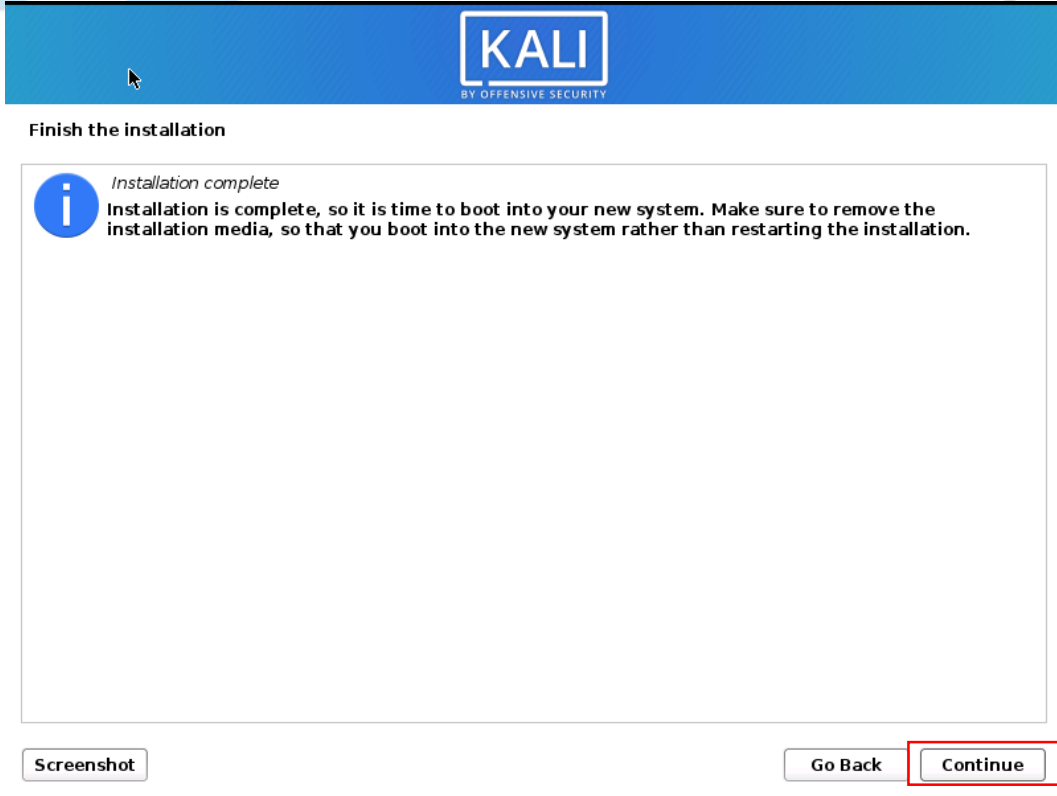 KALI
BY OFFENSIVE SECURITY
Finish the installation
i
Installation complete
Installation is complete, so it is time to boot into your new system. Make sure to remove the
installation media, so that you boot into the new system rather than restarting the installation.
Screenshot
Go Back
Continue